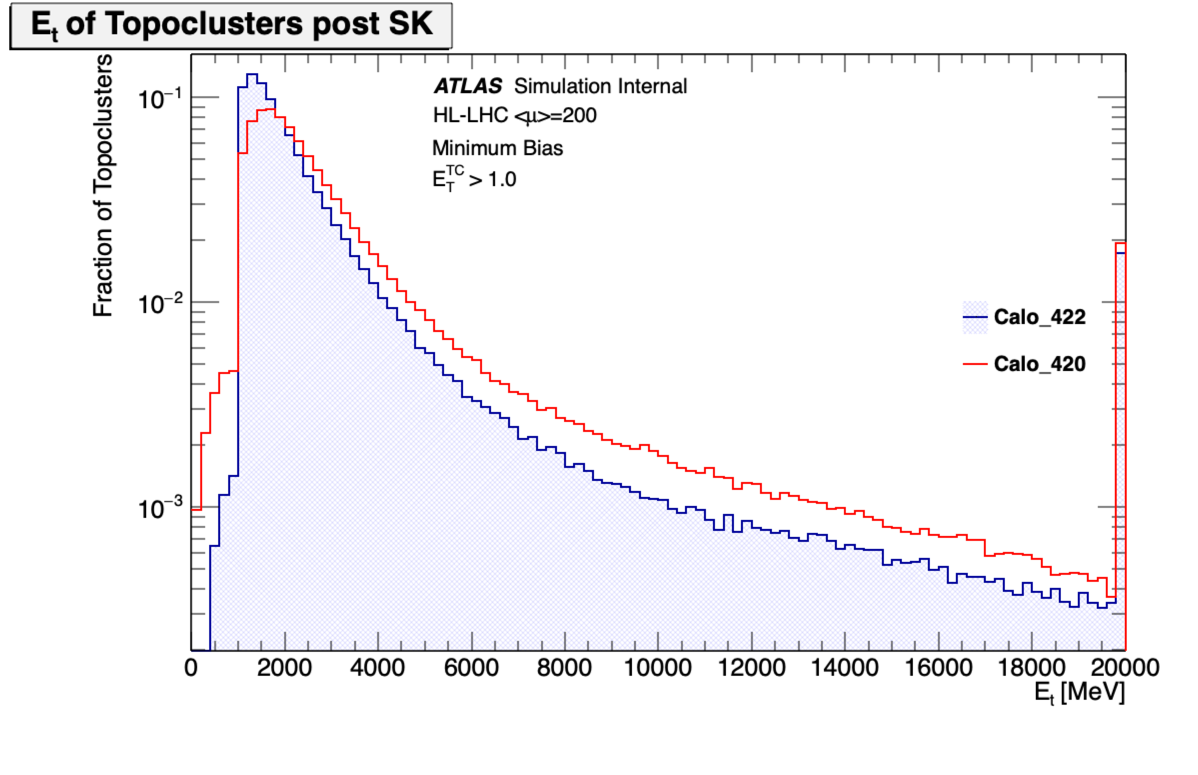 Et of Topoclusters post SK
Fraction of Topoclusters
ATLAS Simulation Internal
HL-LHC <μ>=200
Minimum Bias
E_T^TC > 1.0
10^−1
10^−2
10^−3
Calo_422
Calo_420
0 2000 4000 6000 8000 10000 12000 14000 16000 18000 20000
Et [MeV]